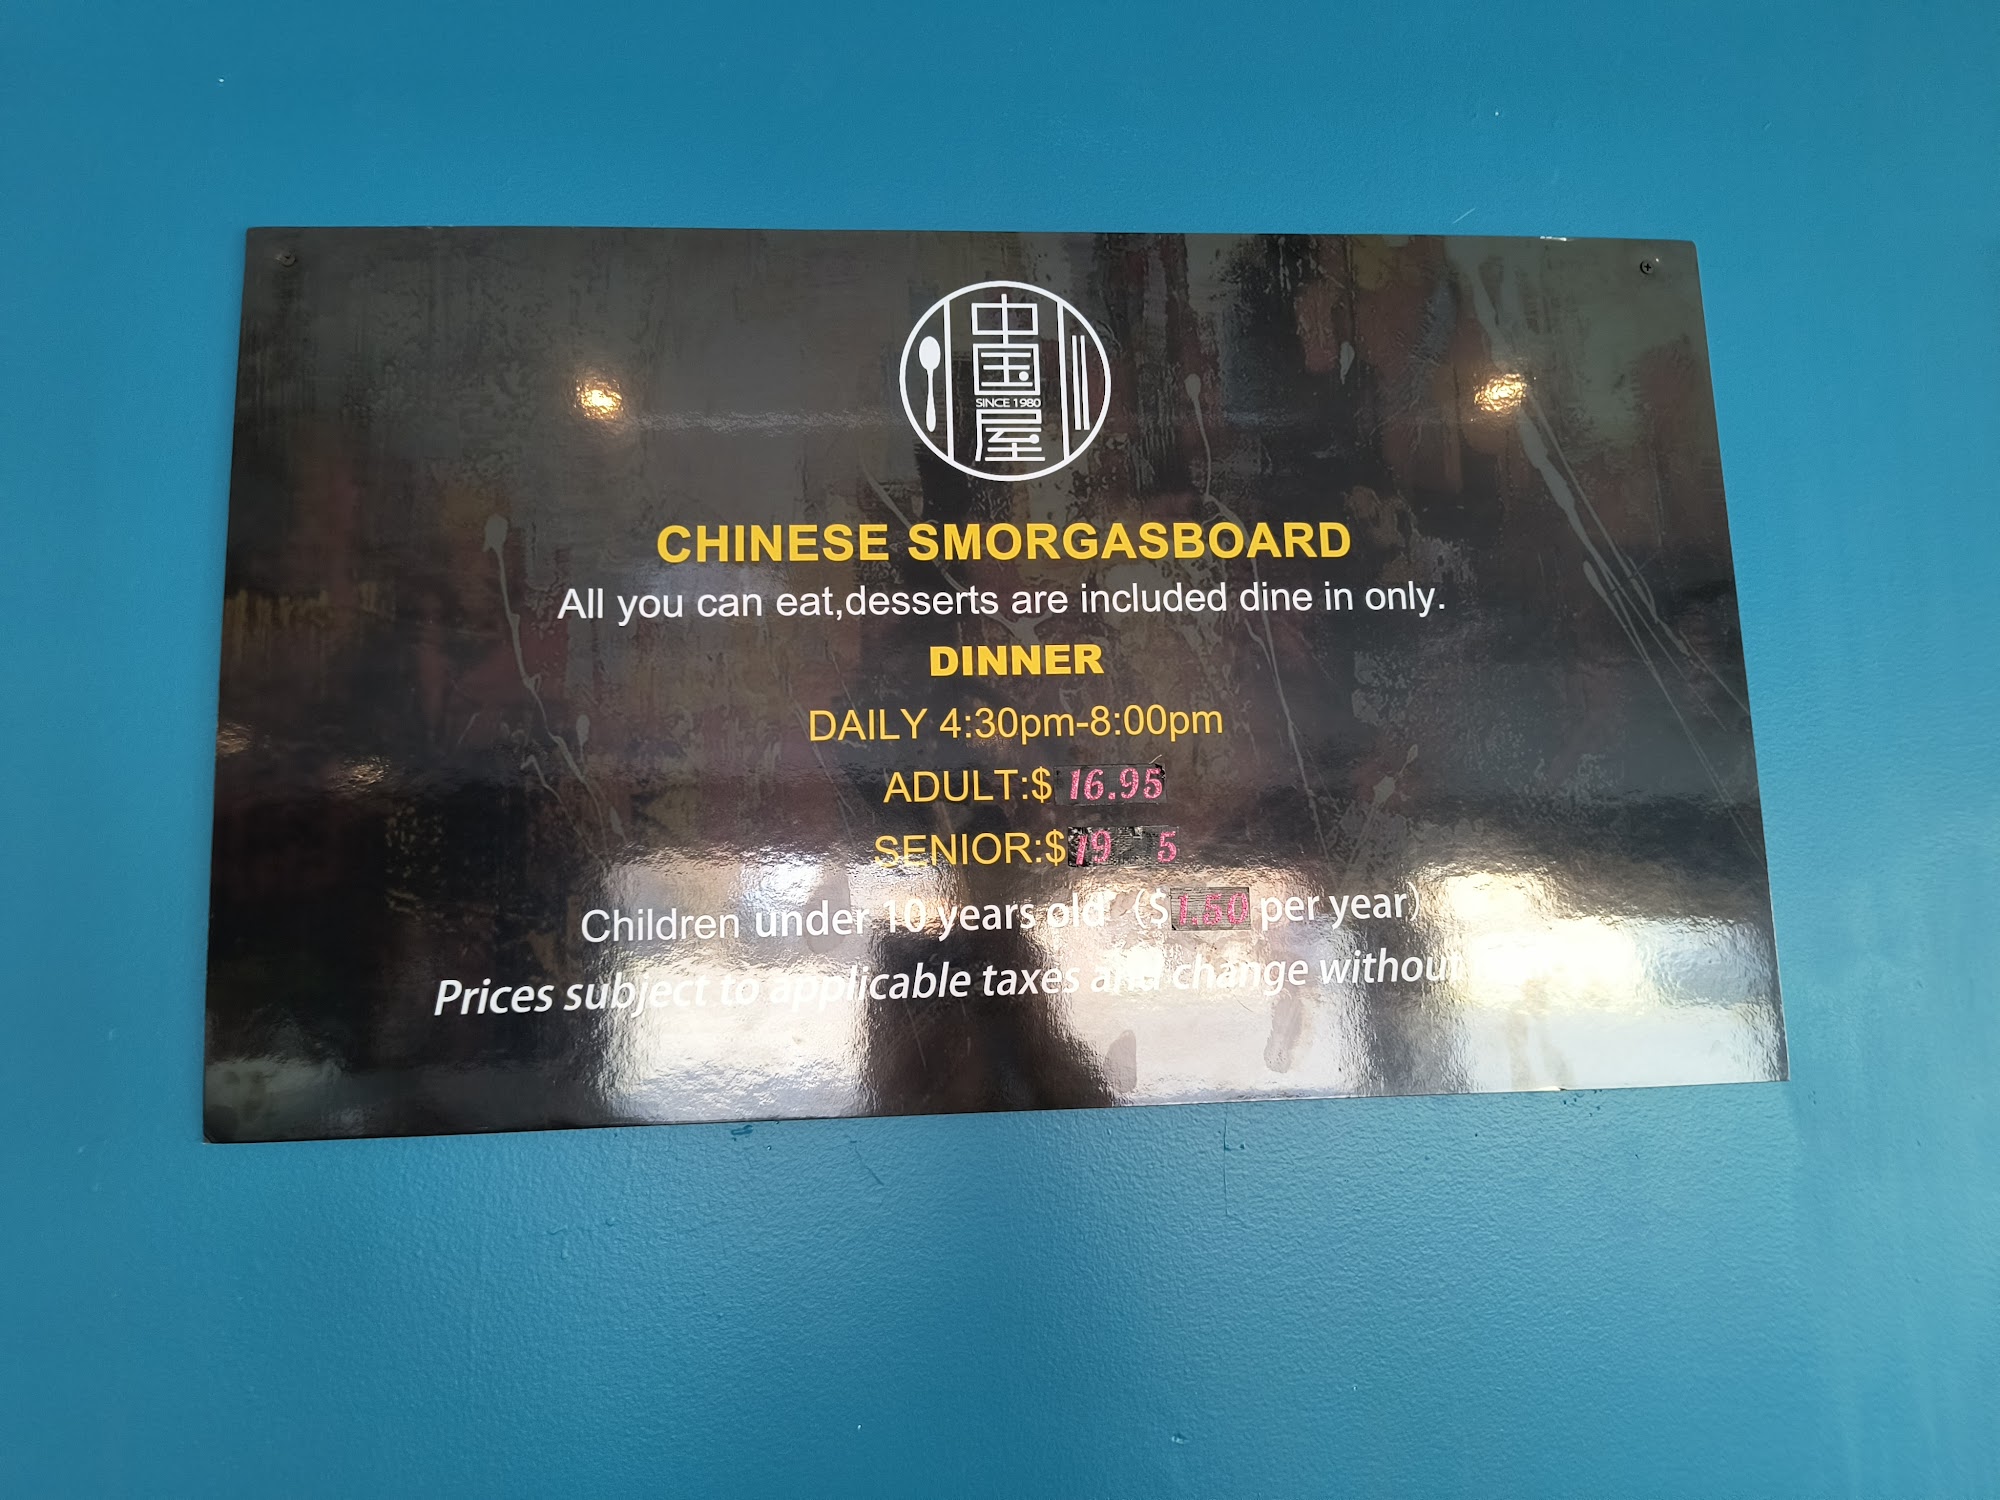 中
国
SINCE 1980
屋
CHINESE SMORGASBOARD
All you can eat,desserts are included dine in only.
DINNER
DAILY 4:30pm-8:00pm
ADULT:$ 16.95
SENIOR:$19 5
Children under 10 years old ($1.50 per year)
Prices subject to applicable taxes and change without